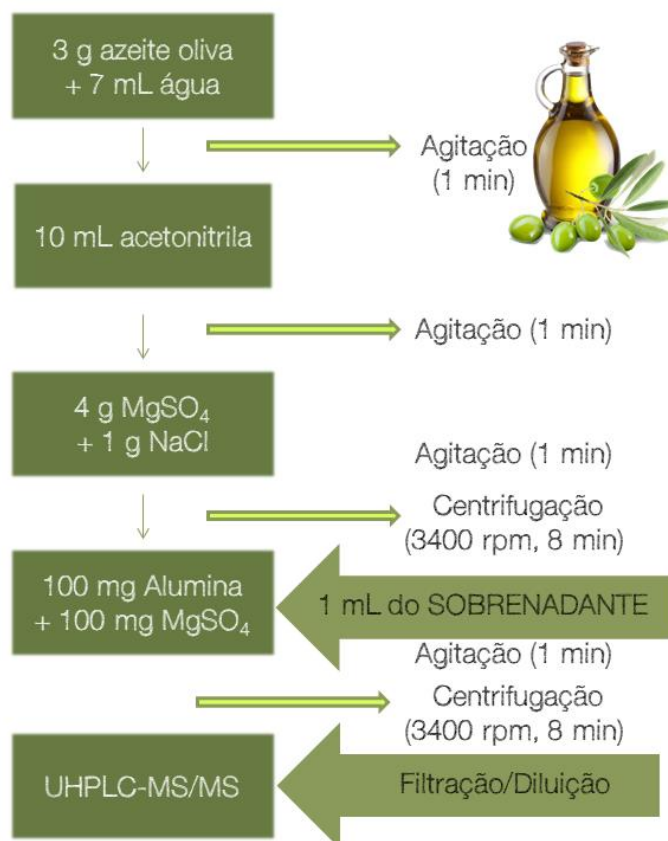 3 g azeite oliva
+ 7 mL água
Agitação
(1 min)
10 mL acetonitrila
Agitação (1 min)
4 g MgSO₄
+ 1 g NaCl
Agitação (1 min)
Centrifugação
(3400 rpm, 8 min)
100 mg Alumina
+ 100 mg MgSO₄
1 mL do SOBRENADANTE
Agitação (1 min)
Centrifugação
(3400 rpm, 8 min)
UHPLC-MS/MS
Filtração/Diluição